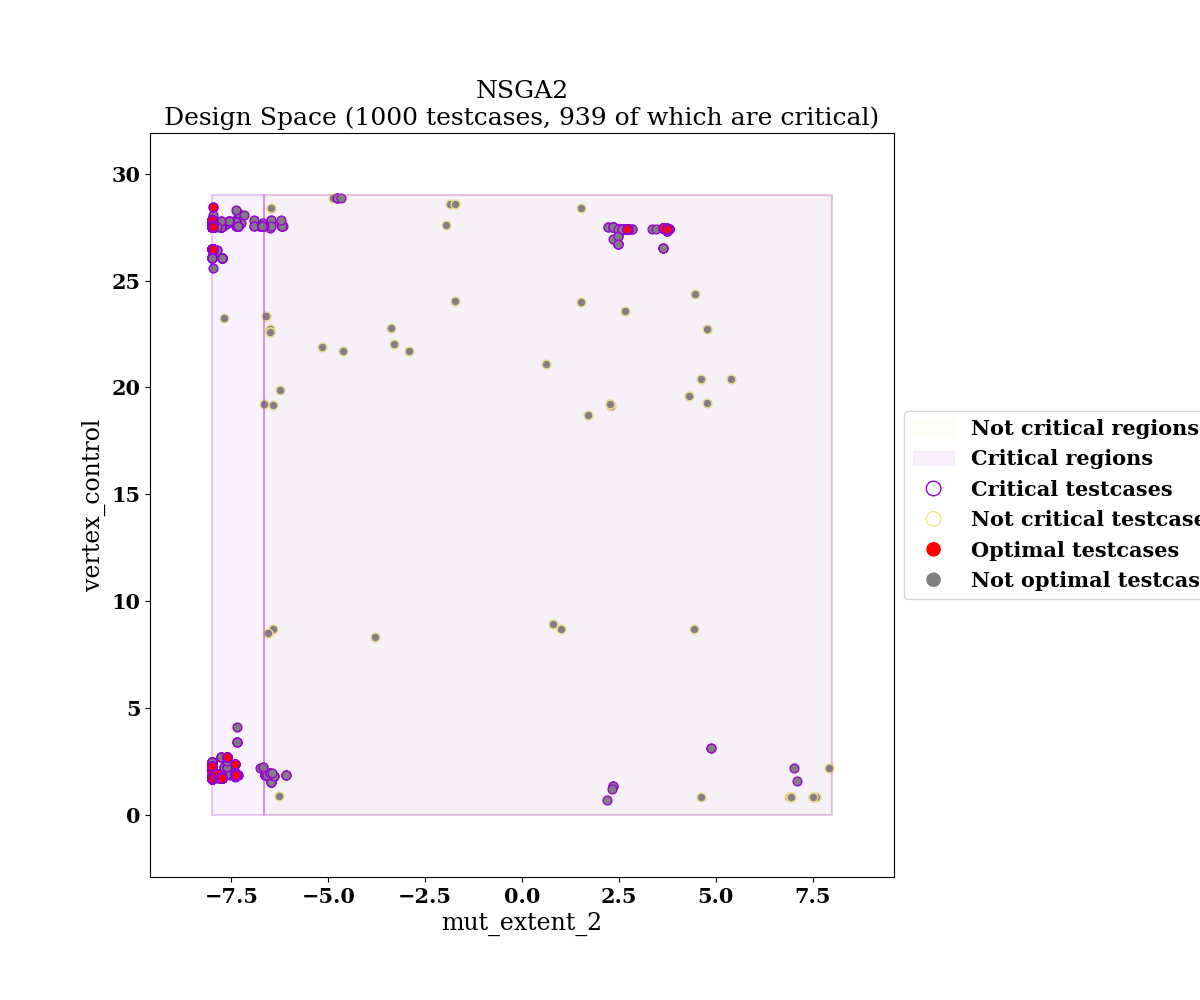 NSGA2
Design Space (1000 testcases, 939 of which are critical)
30
25
20
15
10
5
0
vertex_control
−7.5 −5.0 −2.5 0.0 2.5 5.0 7.5
mut_extent_2
Not critical regions
Critical regions
Critical testcases
Not critical testcase
Optimal testcases
Not optimal testcas